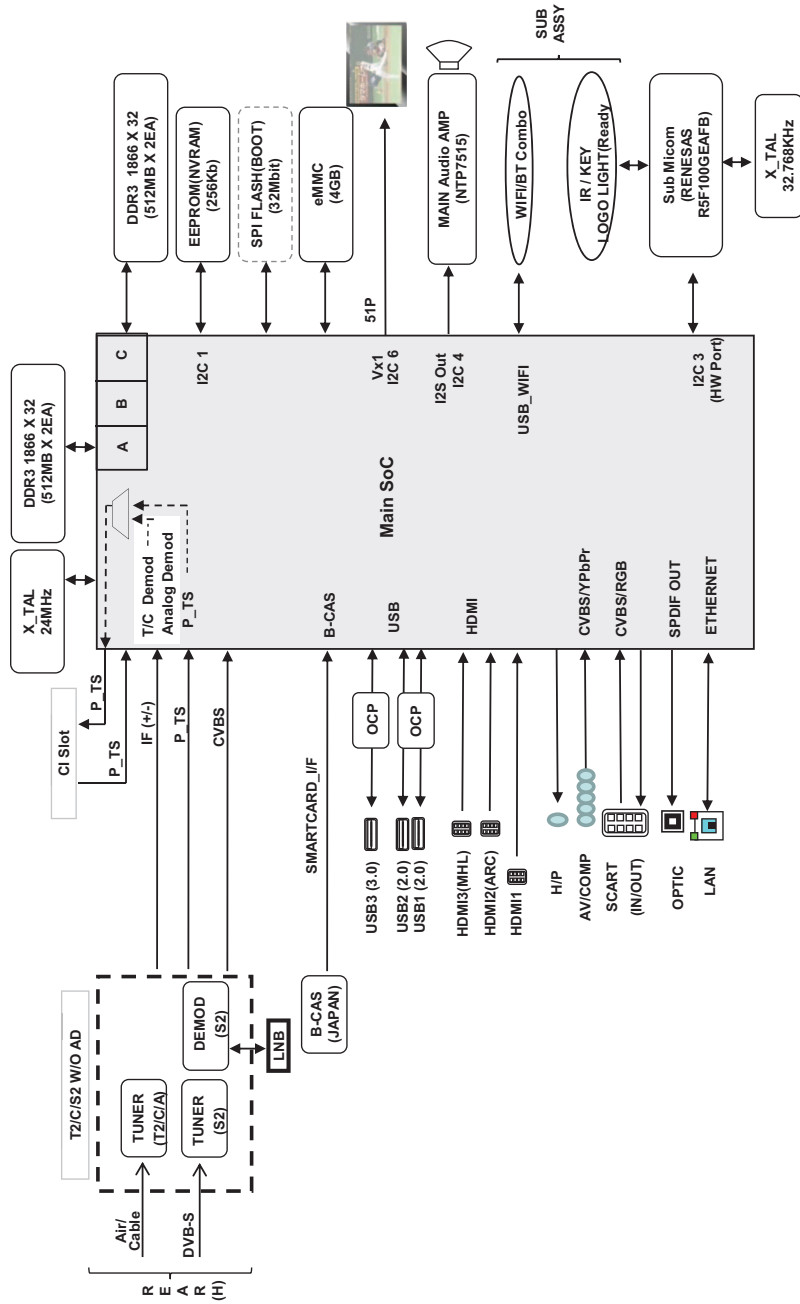 REAR
(H)
Air/
Cable
DVB-S
T2/C/S2 W/O AD
TUNER
(T2/C/A)
TUNER
(S2)
DEMOD
(S2)
LNB
CI Slot
P_TS
P_TS
IF (+/-)
P_TS
CVBS
B-CAS
(JAPAN)
SMARTCARD_I/F
USB3 (3.0)
OCP
USB2 (2.0)
USB1 (2.0)
OCP
HDMI3(MHL)
HDMI2(ARC)
HDMI1
H/P
AV/COMP
SCART
(IN/OUT)
OPTIC
LAN
X_TAL
24MHz
DDR3 1866 X 32
(512MB X 2EA)
T/C Demod
Analog Demod
P_TS
B-CAS
USB
HDMI
CVBS/YPbPr
CVBS/RGB
SPDIF OUT
ETHERNET
Main SoC
A
B
C
I2C 1
Vx1
I2C 6
I2S Out
I2C 4
USB_WIFI
I2C 3
(HW Port)
DDR3 1866 X 32
(512MB X 2EA)
EEPROM(NVRAM)
(256Kb)
SPI FLASH(BOOT)
(32Mbit)
eMMC
(4GB)
51P
MAIN Audio AMP
(NTP7515)
SUB
ASSY
WIFI/BT Combo
IR / KEY
LOGO LIGHT(Ready
Sub Micom
(RENESAS
R5F100GEAFB)
X_TAL
32.768KHz